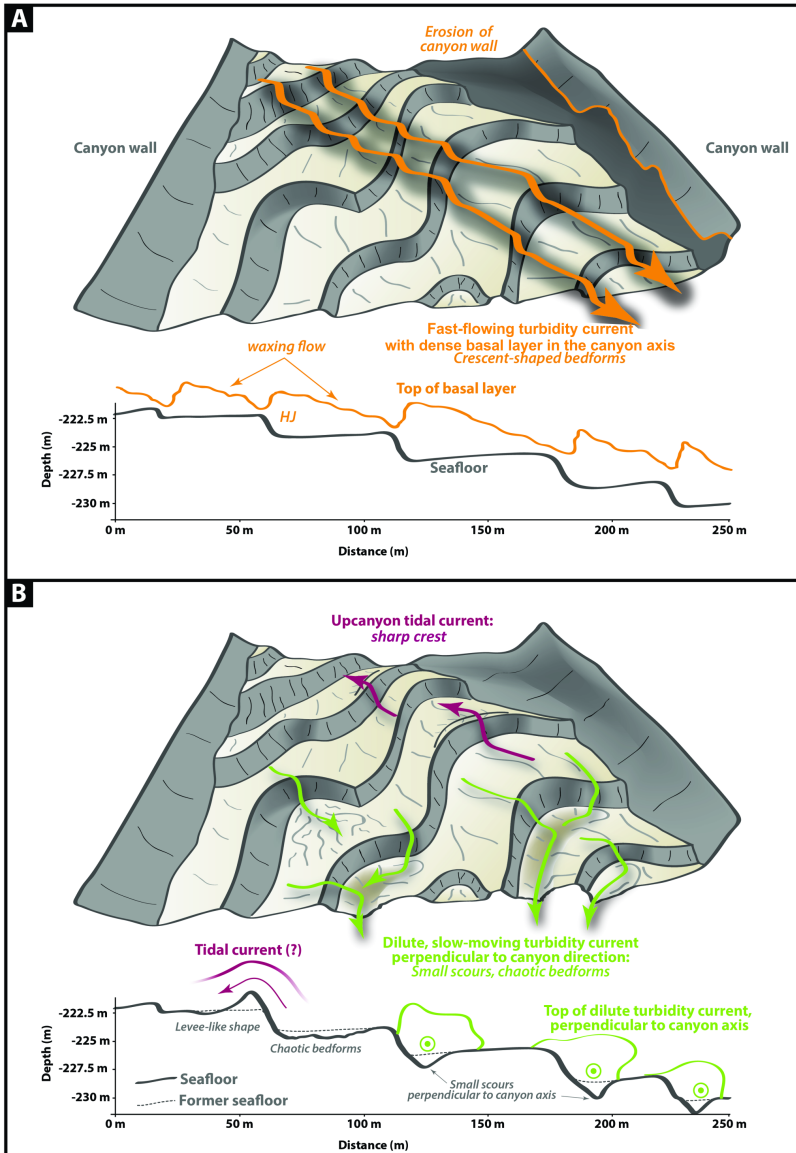 A
Erosion of
canyon wall
Canyon wall
Canyon wall
Fast-flowing turbidity current
with dense basal layer in the canyon axis
Crescent-shaped bedforms
waxing flow
Top of basal layer
HJ
Seafloor
Depth (m)
-222.5 m
-225 m
-227.5 m
-230 m
0 m
50 m
100 m
150 m
200 m
250 m
Distance (m)
B
Upcanyon tidal current:
sharp crest
Dilute, slow-moving turbidity current
perpendicular to canyon direction:
Small scours, chaotic bedforms
Tidal current (?)
Top of dilute turbidity current,
perpendicular to canyon axis
Levee-like shape
Chaotic bedforms
Small scours
perpendicular to canyon axis
Seafloor
Former seafloor
Depth (m)
-222.5 m
-225 m
-227.5 m
-230 m
0 m
50 m
100 m
150 m
200 m
250 m
Distance (m)